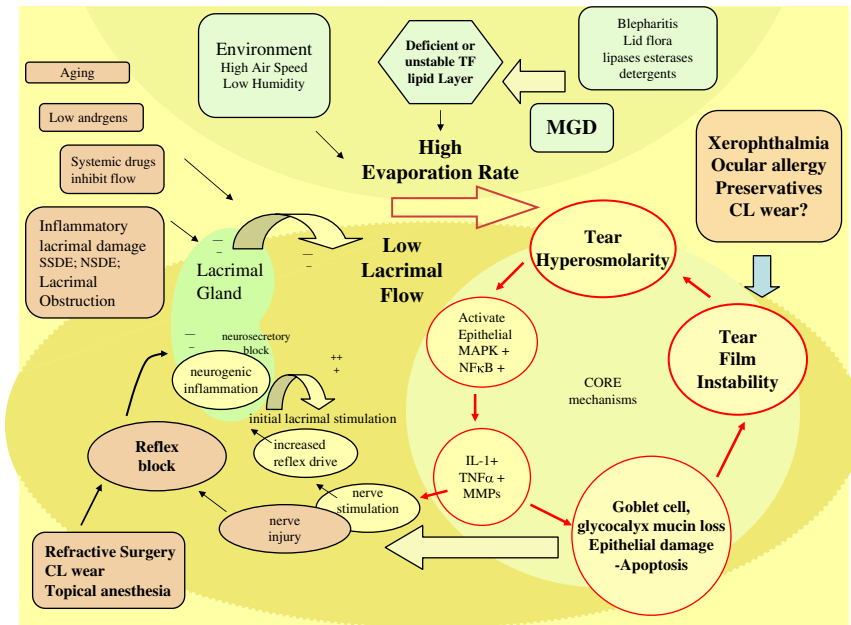 Environment
High Air Speed
Low Humidity
Deficient or
unstable TF
lipid Layer
Blepharitis
Lid flora
lipases esterases
detergents
MGD
Aging
Low andrgens
Systemic drugs
inhibit flow
Inflammatory
lacrimal damage
SSDE; NSDE;
Lacrimal
Obstruction
High
Evaporation Rate
Xerophthalmia
Ocular allergy
Preservatives
CL wear?
—
–
Lacrimal
Gland
—
–
Low
Lacrimal
Flow
Tear
Hyperosmolarity
Activate
Epithelial
MAPK +
NFκB +
Tear
Film
Instability
CORE
mechanisms
—
–
neurosecretory
block
neurogenic
inflammation
++
+
initial lacrimal stimulation
increased
reflex drive
Reflex
block
IL-1+
TNFα +
MMPs
nerve
stimulation
nerve
injury
Goblet cell,
glycocalyx mucin loss
Epithelial damage
-Apoptosis
Refractive Surgery
CL wear
Topical anesthesia